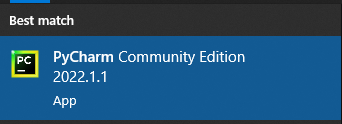 Best match
PC
PyCharm Community Edition
2022.1.1
App